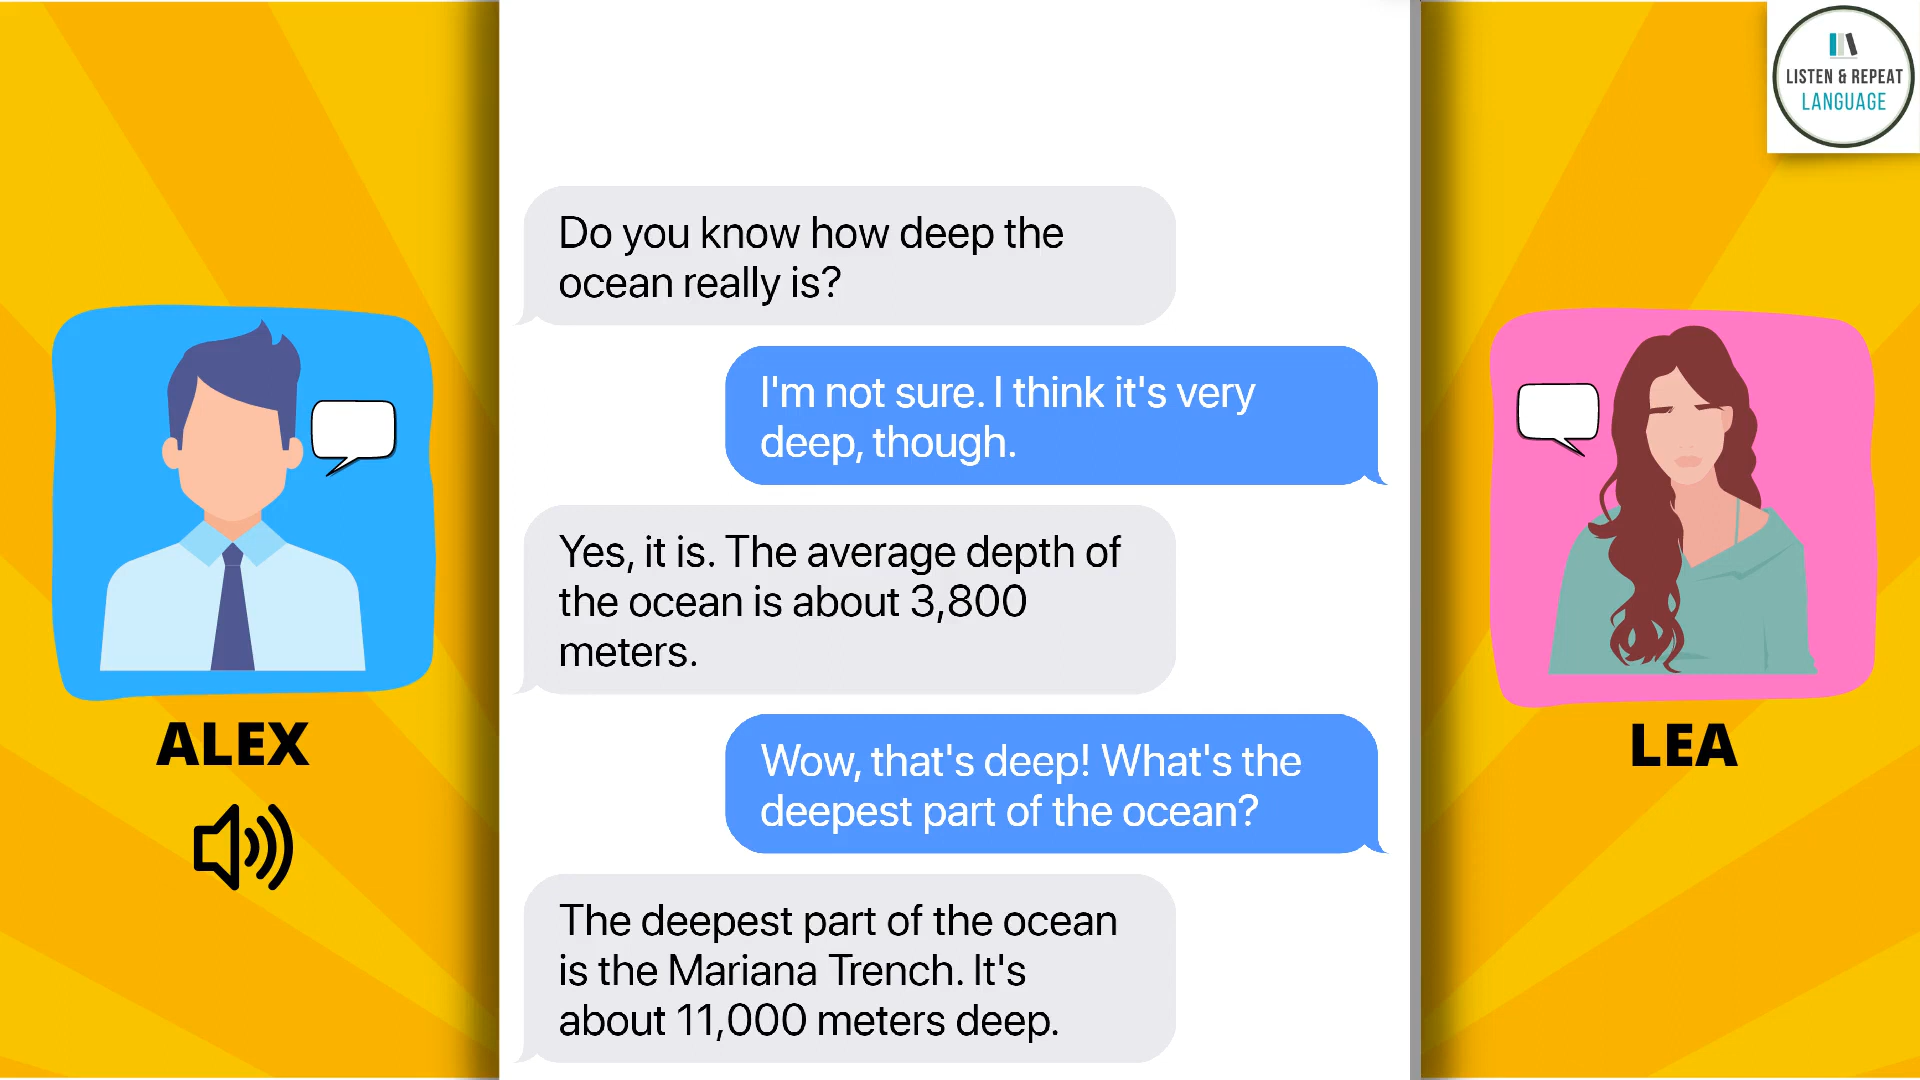 LISTEN & REPEAT
LANGUAGE
Do you know how deep the
ocean really is?
I'm not sure. I think it's very
deep, though.
Yes, it is. The average depth of
the ocean is about 3,800
meters.
Wow, that's deep! What's the
deepest part of the ocean?
The deepest part of the ocean
is the Mariana Trench. It's
about 11,000 meters deep.
ALEX
LEA